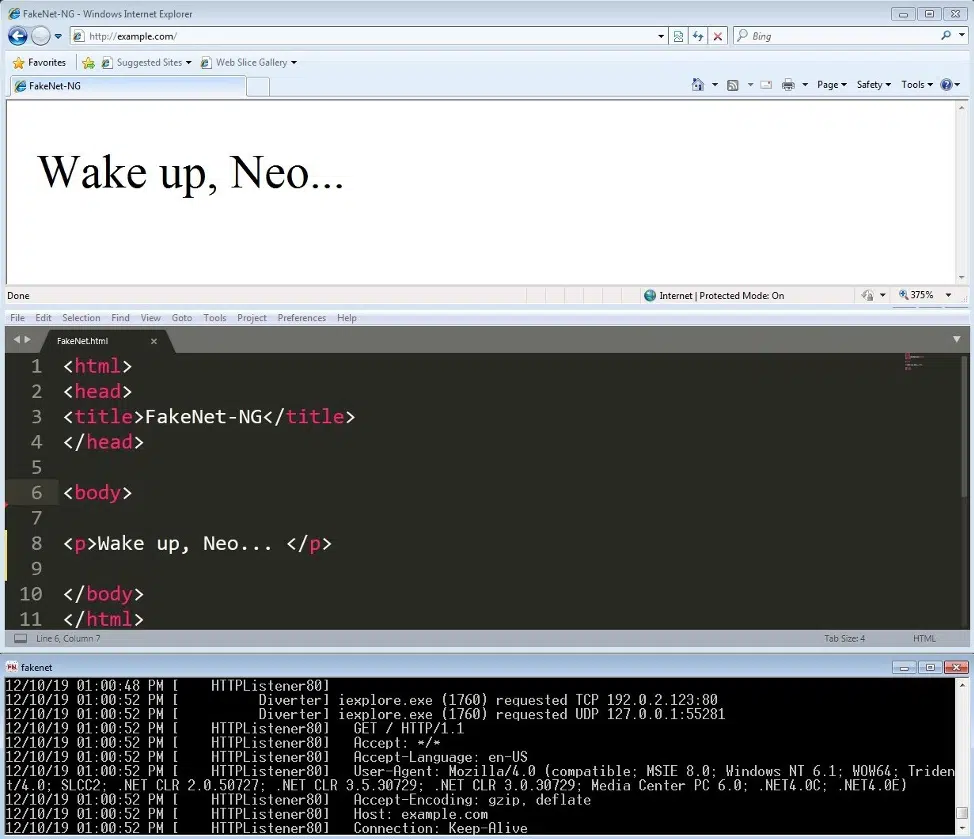 FakeNet-NG - Windows Internet Explorer
http://example.com/
Bing
Favorites Suggested Sites Web Slice Gallery
FakeNet-NG Page Safety Tools
Wake up, Neo...
Done Internet | Protected Mode: On 375%
File Edit Selection Find View Goto Tools Project Preferences Help
FakeNet.html
1 <html>
2 <head>
3 <title>FakeNet-NG</title>
4 </head>
5
6 <body>
7
8 <p>Wake up, Neo... </p>
9
10 </body>
11 </html>
Line 6, Column 7 Tab Size: 4 HTML
FN fakenet
12/10/19 01:00:48 PM [ HTTPListener80]
12/10/19 01:00:52 PM [ Diverter] iexplore.exe (1760) requested TCP 192.0.2.123:80
12/10/19 01:00:52 PM [ Diverter] iexplore.exe (1760) requested UDP 127.0.0.1:55281
12/10/19 01:00:52 PM [ HTTPListener80] GET / HTTP/1.1
12/10/19 01:00:52 PM [ HTTPListener80] Accept: */*
12/10/19 01:00:52 PM [ HTTPListener80] Accept-Language: en-US
12/10/19 01:00:52 PM [ HTTPListener80] User-Agent: Mozilla/4.0 (compatible; MSIE 8.0; Windows NT 6.1; WOW64; Triden
t/4.0; SLCC2; .NET CLR 2.0.50727; .NET CLR 3.5.30729; .NET CLR 3.0.30729; Media Center PC 6.0; .NET4.0C; .NET4.0E)
12/10/19 01:00:52 PM [ HTTPListener80] Accept-Encoding: gzip, deflate
12/10/19 01:00:52 PM [ HTTPListener80] Host: example.com
12/10/19 01:00:52 PM [ HTTPListener80] Connection: Keep-Alive